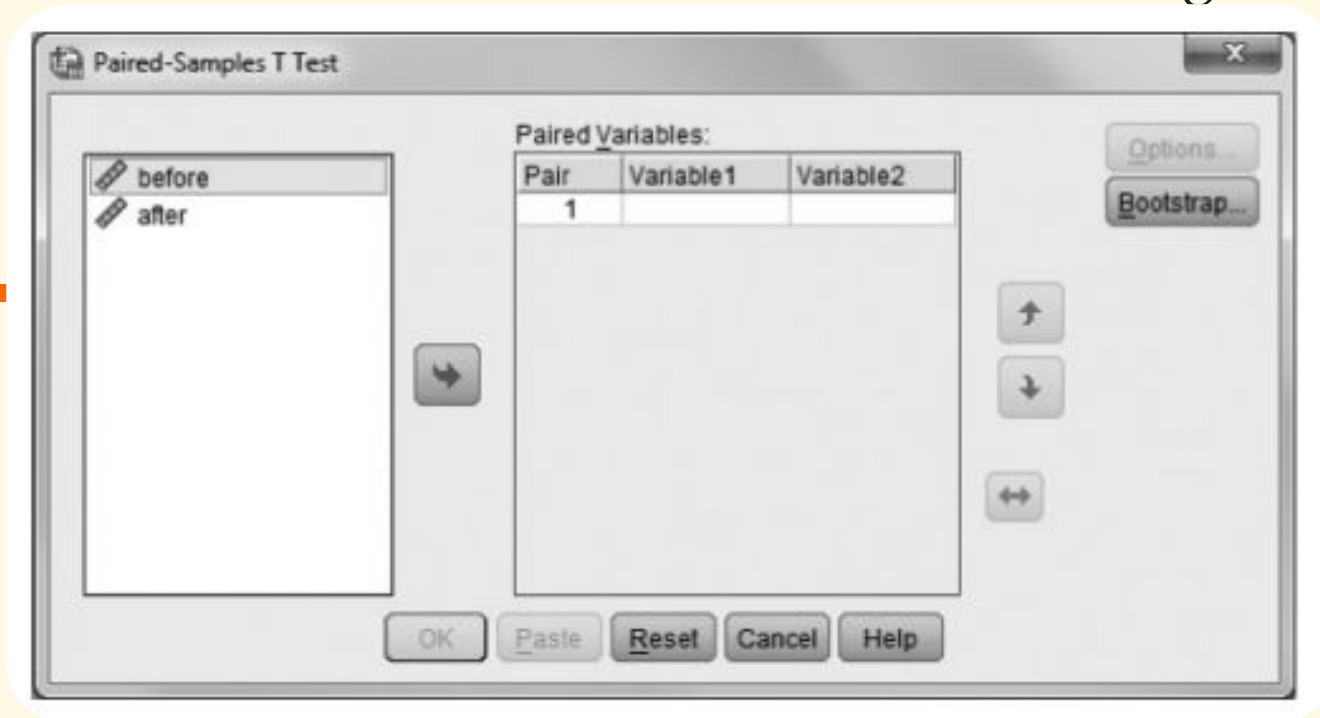 Paired-Samples T Test
x
Paired Variables:
Options...
before
Pair Variable1 Variable2
Bootstrap...
after
1
OK Paste Reset Cancel Help